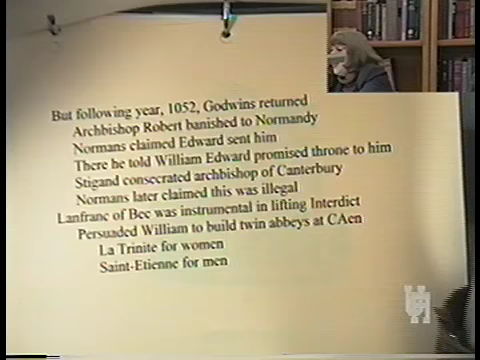 But following year, 1052, Godwins returned
Archbishop Robert banished to Normandy
Normans claimed Edward sent him
There he told William Edward promised throne to him
Stigand consecrated archbishop of Canterbury
Normans later claimed this was illegal
Lanfranc of Bec was instrumental in lifting Interdict
Persuaded William to build twin abbeys at CAen
La Trinite for women
Saint-Etienne for men
UH